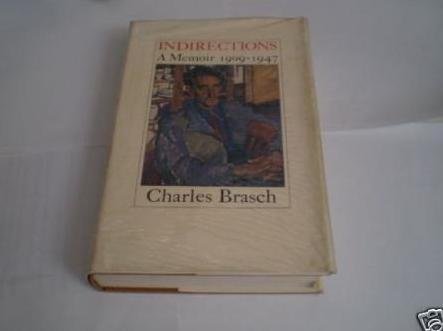 INDIRECTIONS
A Memoir 1909-1947
Charles Brasch